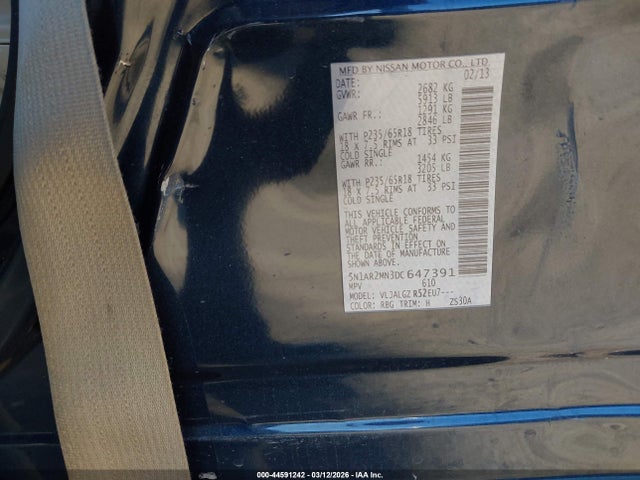 MFD BY NISSAN MOTOR CO., LTD
DATE: 02/13
GVWR: 2682 KG
5913 LB
GAWR FR.: 1291 KG
2846 LB
WITH P235/65R18 TIRES
18 X 7.5 RIMS AT 33 PSI
COLD SINGLE
GAWR RR.: 1454 KG
3205 LB
WITH P235/65R18 TIRES
18 X 7.5 RIMS AT 33 PSI
COLD SINGLE
THIS VEHICLE CONFORMS TO
ALL APPLICABLE FEDERAL
MOTOR VEHICLE SAFETY AND
THEFT PREVENTION
STANDARDS IN EFFECT ON
THE DATE OF MANUFACTURE
SHOWN ABOVE.
5N1AR2MN3DC647391
MPV 610
MODEL: VLJALGZ R52EU7---
COLOR: RBG TRIM: H ZS30A
000-44591242 - 03/12/2026 - IAA Inc.